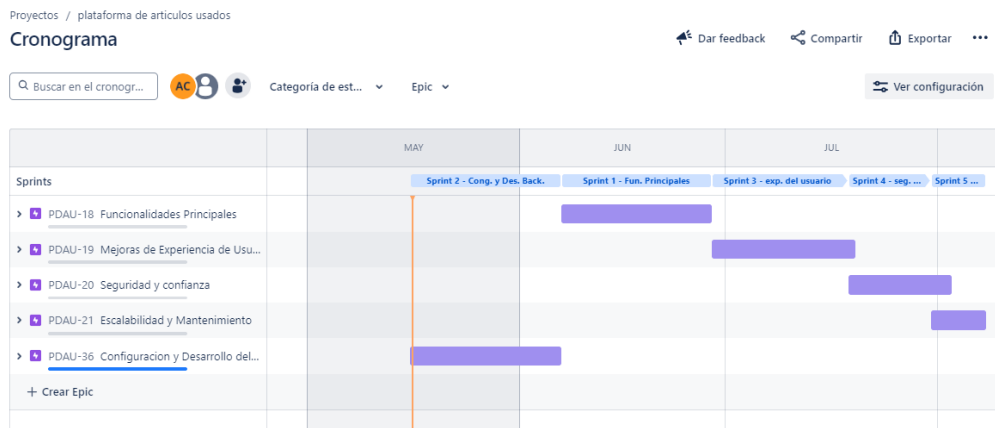 Proyectos / plataforma de articulos usados
Cronograma
Dar feedback
Compartir
Exportar
Buscar en el cronogr...
AC
Categoría de est...
Epic
Ver configuración
MAY
JUN
JUL
Sprints
Sprint 2 - Cong. y Des. Back.
Sprint 1 - Fun. Principales
Sprint 3 - exp. del usuario
Sprint 4 - seg. ...
Sprint 5 ...
PDAU-18 Funcionalidades Principales
PDAU-19 Mejoras de Experiencia de Usu...
PDAU-20 Seguridad y confianza
PDAU-21 Escalabilidad y Mantenimiento
PDAU-36 Configuracion y Desarrollo del...
+ Crear Epic